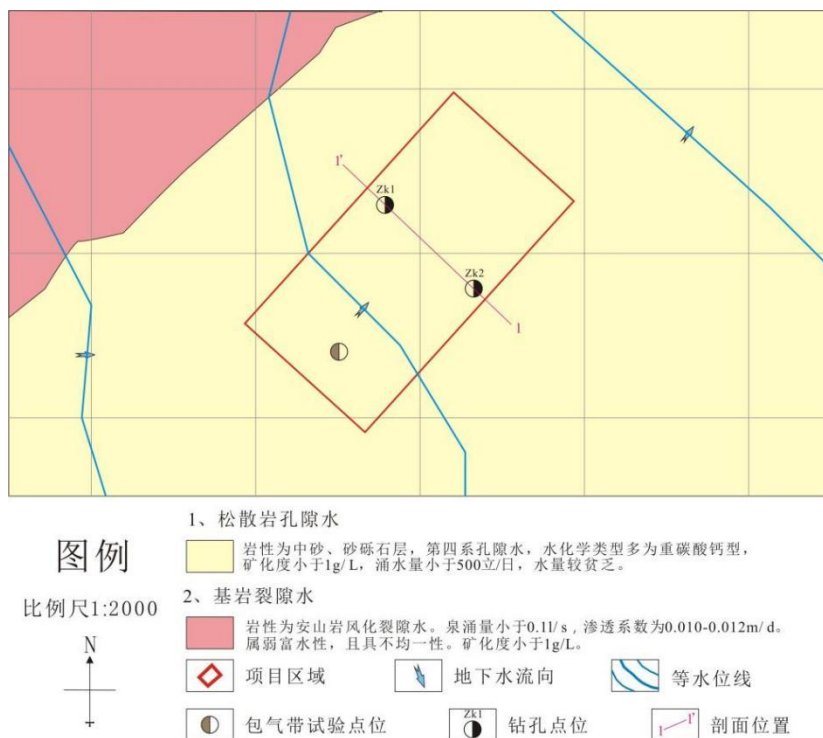 1'
Zk1
Zk2
1
1、松散岩孔隙水
图例
岩性为中砂、砂砾石层，第四系孔隙水，水化学类型多为重碳酸钙型，
矿化度小于1g/L，涌水量小于500立/日，水量较贫乏。
比例尺1:2000
2、基岩裂隙水
N
岩性为安山岩风化裂隙水。泉涌量小于0.1l/s，渗透系数为0.010-0.012m/d。
属弱富水性，且具不均一性。矿化度小于1g/L。
项目区域
地下水流向
等水位线
包气带试验点位
Zk1
钻孔点位
1 1'
剖面位置